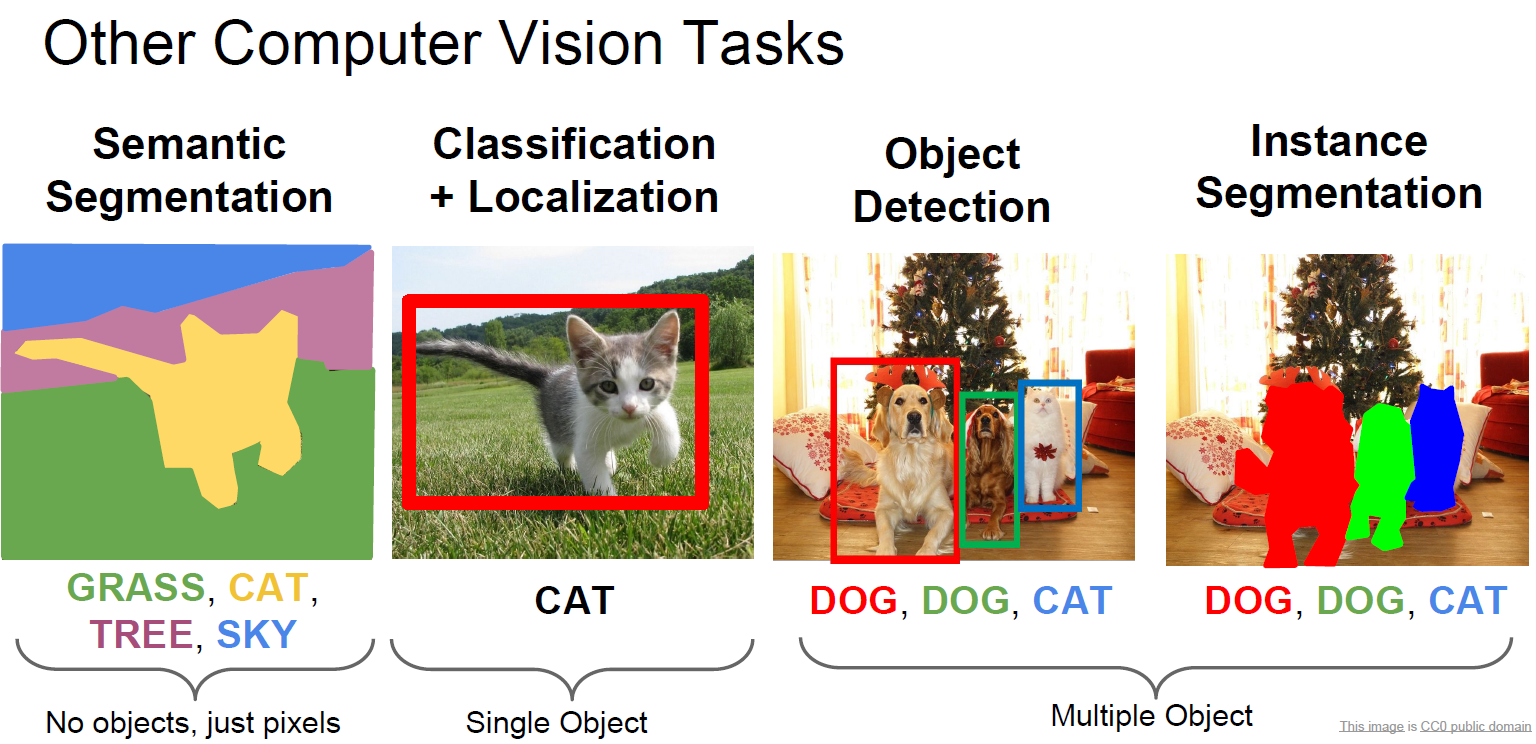 Other Computer Vision Tasks
Semantic
Segmentation
Classification
+ Localization
Object
Detection
Instance
Segmentation
GRASS, CAT,
TREE, SKY
CAT
DOG, DOG, CAT
DOG, DOG, CAT
No objects, just pixels
Single Object
Multiple Object
This image is CC0 public domain